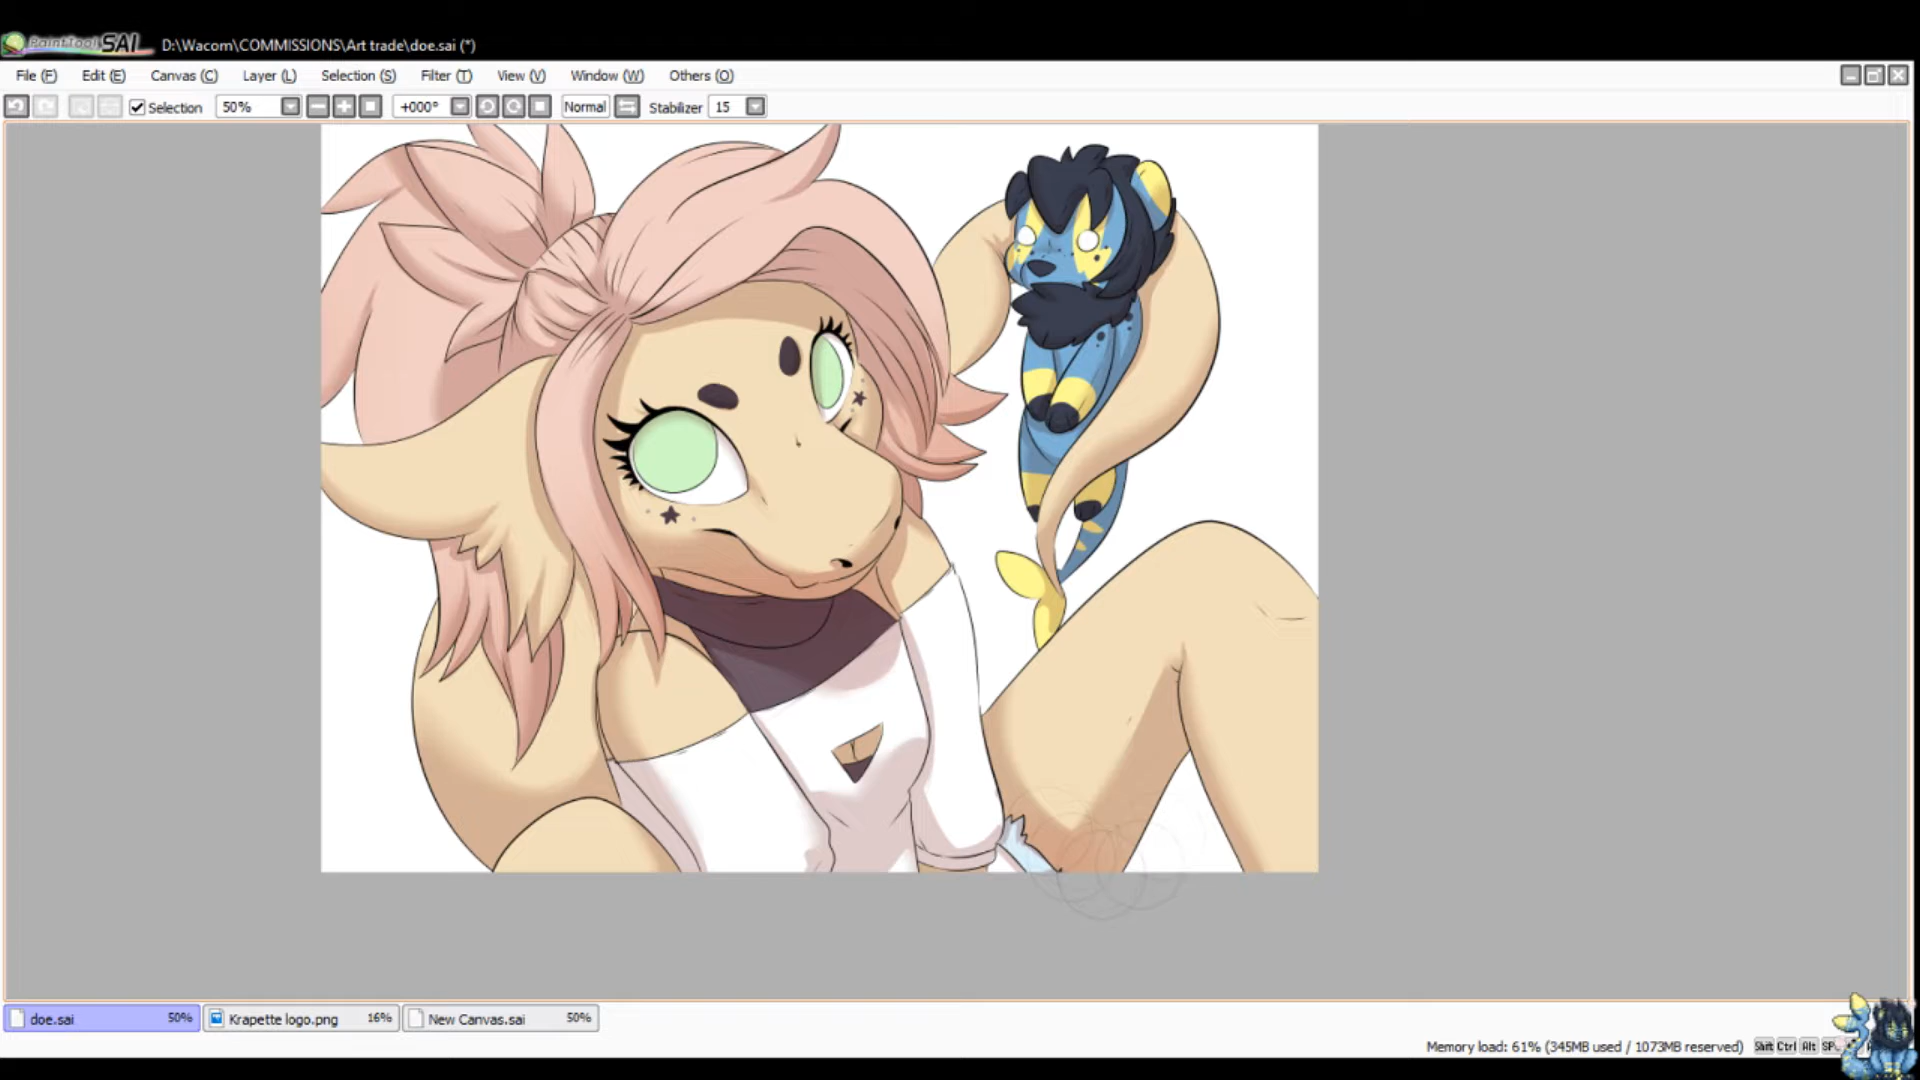 PaintTool SAI D:\Wacom\COMMISSIONS\Art trade\doe.sai (*)
File (F) Edit (E) Canvas (C) Layer (L) Selection (S) Filter (T) View (V) Window (W) Others (O)
Selection 50% +000° Normal Stabilizer 15
doe.sai 50% Krapette logo.png 16% New Canvas.sai 50%
Memory load: 61% (345MB used / 1073MB reserved) Shift Ctrl Alt